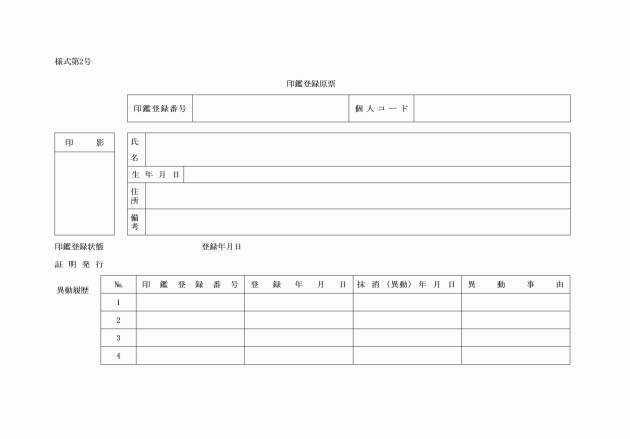 様式第2号
印鑑登録原票
印鑑登録番号 個人コード
印影
氏名
生年月日
住所
備考
印鑑登録状態 登録年月日
証明発行
異動履歴
№ 印鑑登録番号 登録年月日 抹消(異動)年月日 異動事由
1
2
3
4